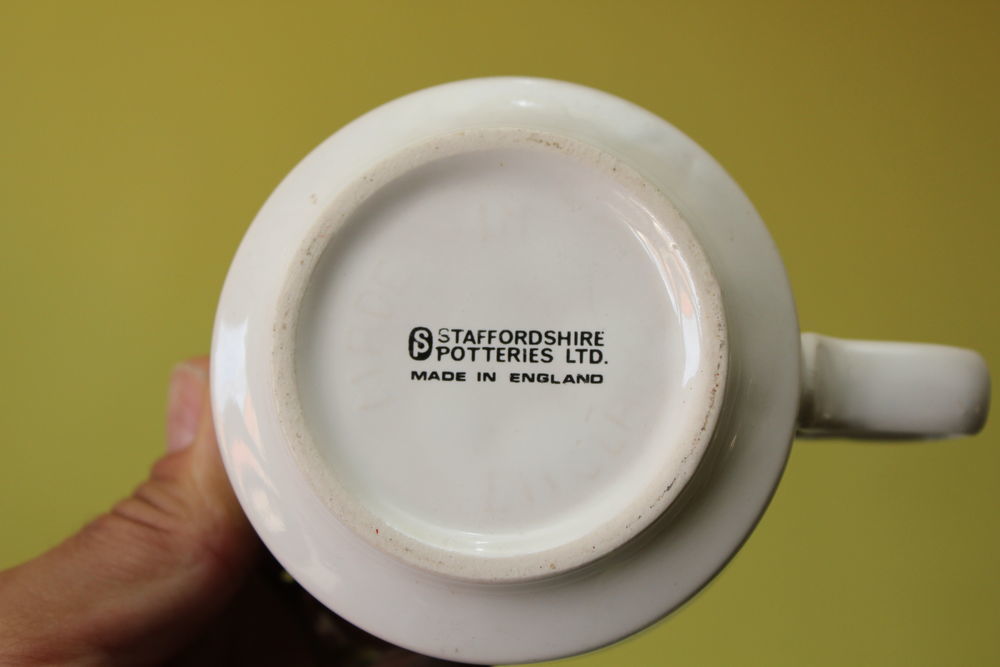 STAFFORDSHIRE
POTTERIES LTD.
MADE IN ENGLAND